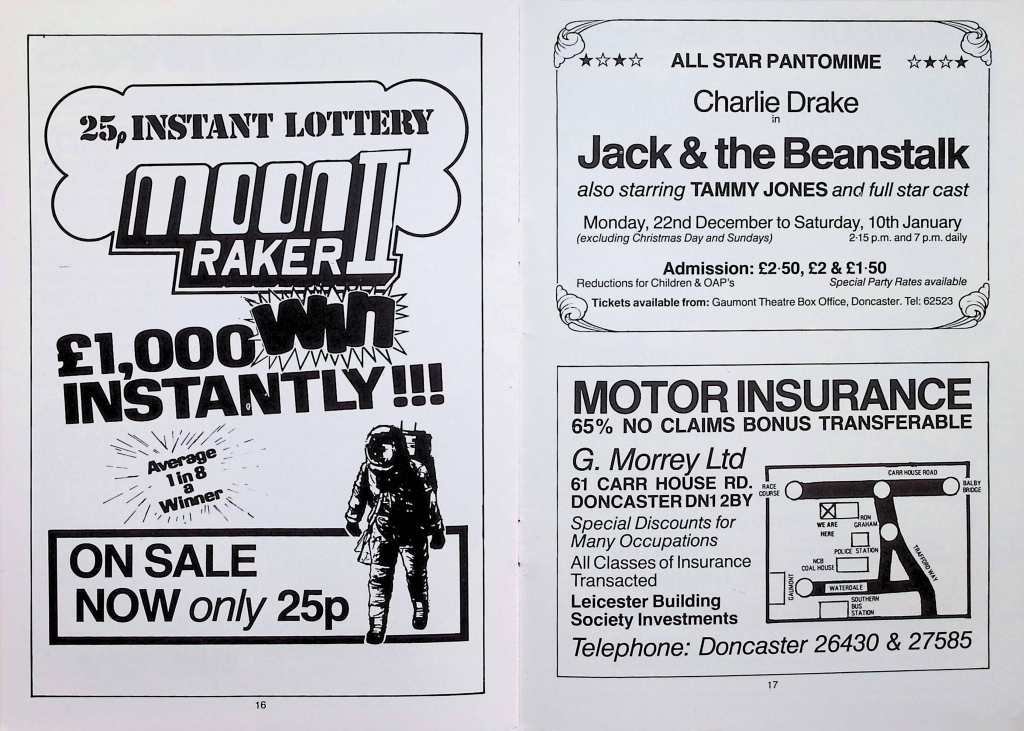 25p INSTANT LOTTERY
MOON II
RAKER
£1,000 Win
INSTANTLY!!!
Average
1 in 8
a
Winner
ON SALE
NOW only 25p
16
ALL STAR PANTOMIME
Charlie Drake
in
Jack & the Beanstalk
also starring TAMMY JONES and full star cast
Monday, 22nd December to Saturday, 10th January
(excluding Christmas Day and Sundays) 2·15 p.m. and 7 p.m. daily
Admission: £2·50, £2 & £1·50
Reductions for Children & OAP's Special Party Rates available
Tickets available from: Gaumont Theatre Box Office, Doncaster. Tel: 62523
MOTOR INSURANCE
65% NO CLAIMS BONUS TRANSFERABLE
G. Morrey Ltd
61 CARR HOUSE RD.
DONCASTER DN1 2BY
Special Discounts for
Many Occupations
All Classes of Insurance
Transacted
Leicester Building
Society Investments
CARR HOUSE ROAD
RACE
COURSE
BALBY
BRIDGE
WE ARE
HERE
RON
GRAHAM
POLICE STATION
NCB
COAL HOUSE
TRAFFORD WAY
GAUMONT
WATERDALE
SOUTHERN
BUS
STATION
Telephone: Doncaster 26430 & 27585
17